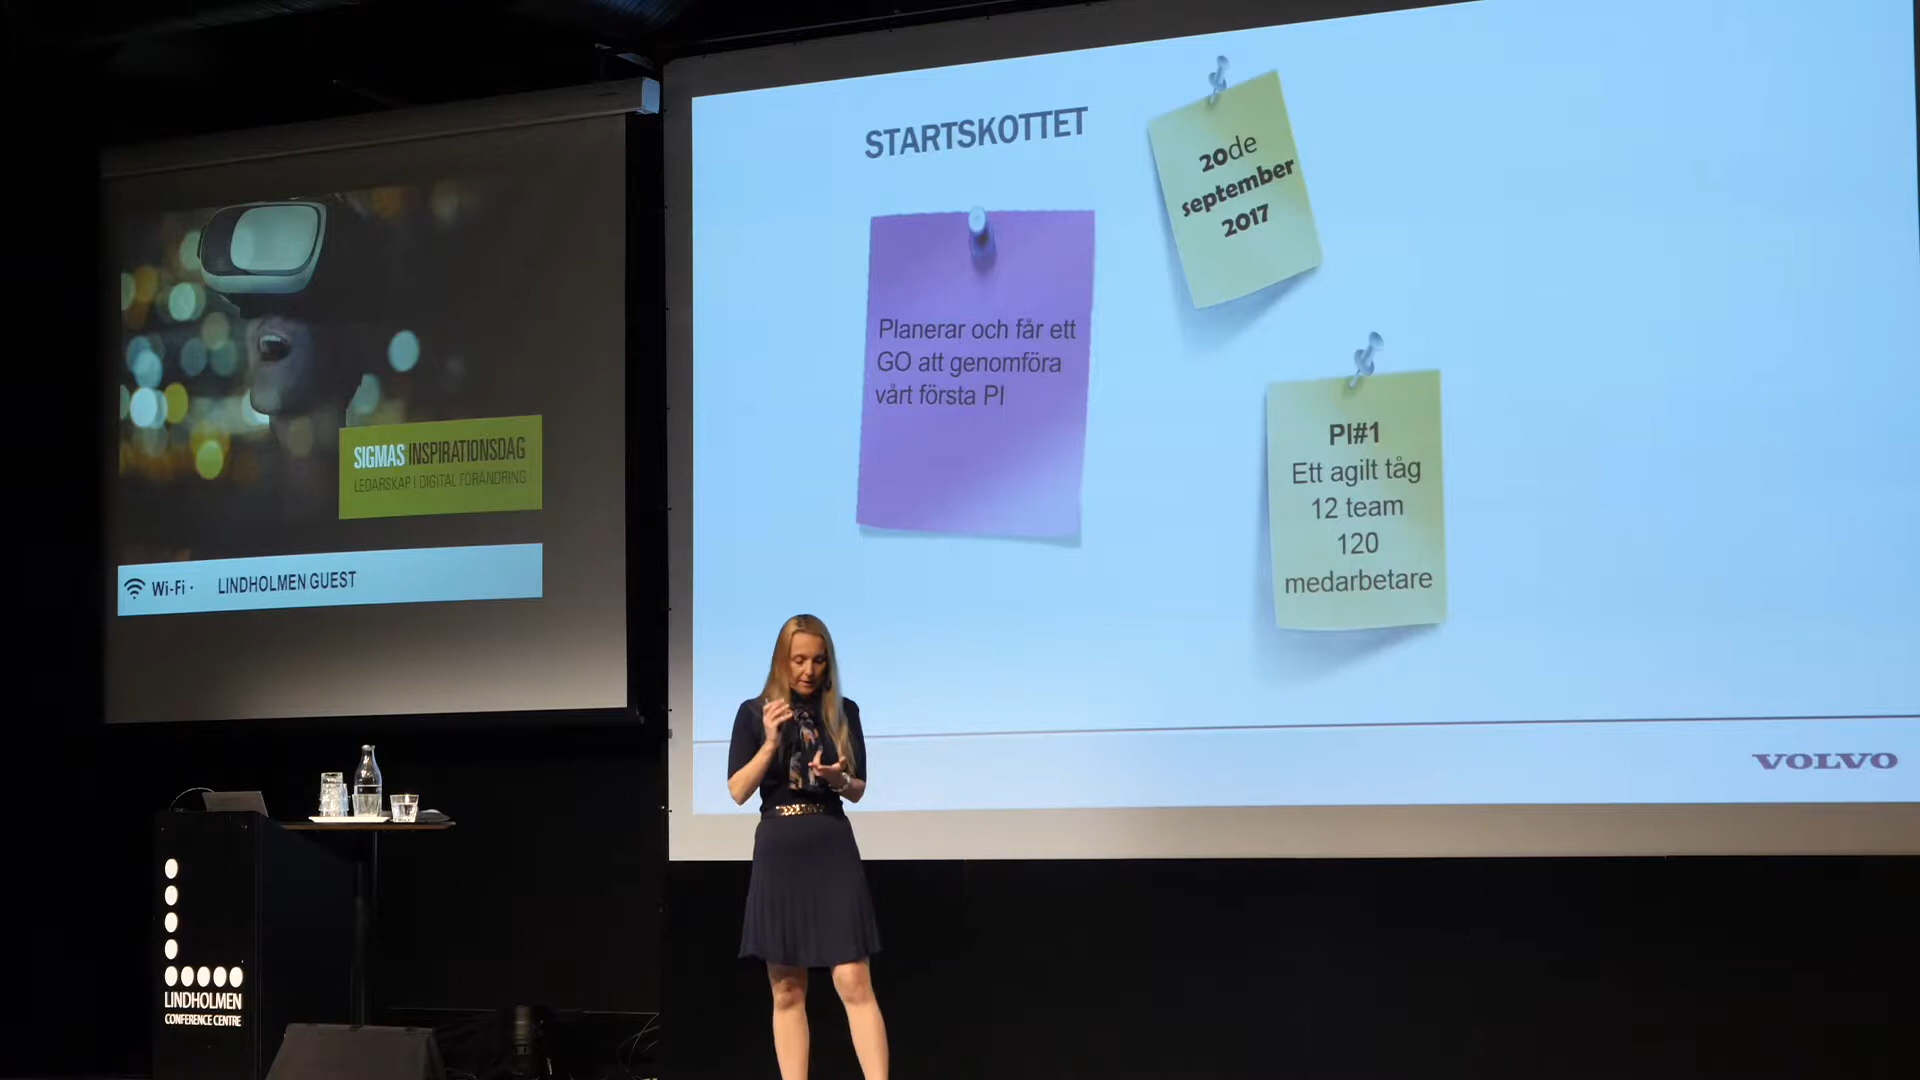 STARTSKOTTET
20de
september
2017
Planerar och får ett
GO att genomföra
vårt första PI
PI#1
Ett agilt tåg
12 team
120
medarbetare
VOLVO
SIGMAS INSPIRATIONSDAG
LEDARSKAP I DIGITAL FÖRÄNDRING
Wi-Fi · LINDHOLMEN GUEST
LINDHOLMEN
CONFERENCE CENTRE